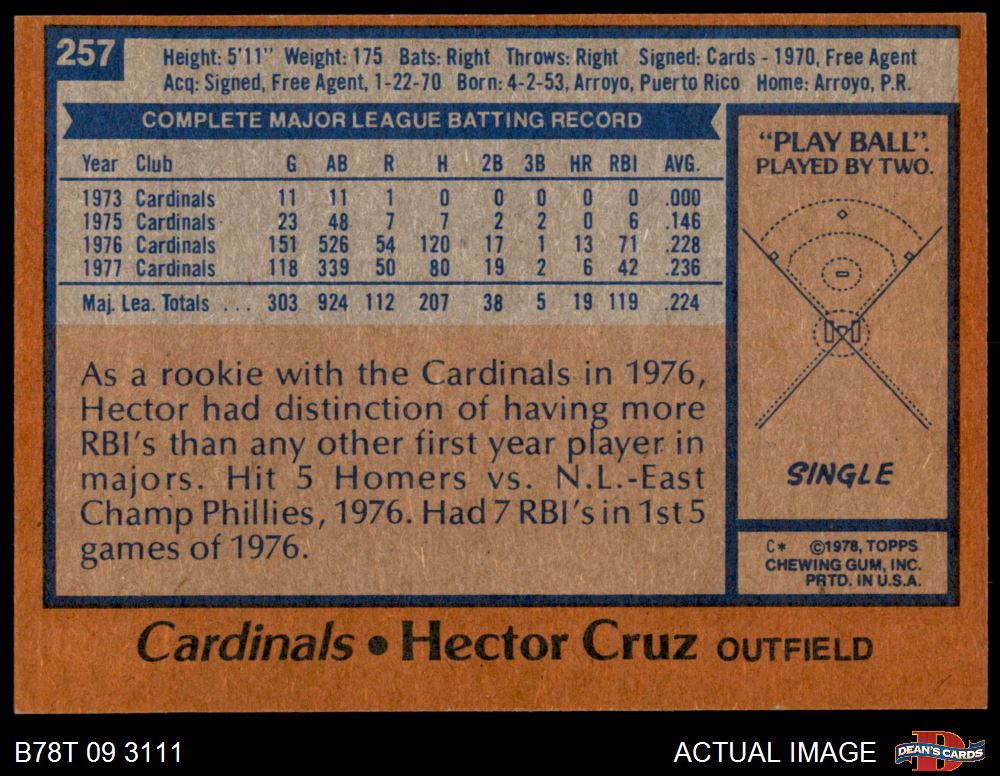 257
Height: 5'11" Weight: 175 Bats: Right Throws: Right Signed: Cards - 1970, Free Agent
Acq: Signed, Free Agent, 1-22-70 Born: 4-2-53, Arroyo, Puerto Rico Home: Arroyo, P.R.
COMPLETE MAJOR LEAGUE BATTING RECORD
Year Club G AB R H 2B 3B HR RBI AVG.
1973 Cardinals 11 11 1 0 0 0 0 0 .000
1975 Cardinals 23 48 7 7 2 2 0 6 .146
1976 Cardinals 151 526 54 120 17 1 13 71 .228
1977 Cardinals 118 339 50 80 19 2 6 42 .236
Maj. Lea. Totals . . . 303 924 112 207 38 5 19 119 .224
As a rookie with the Cardinals in 1976,
Hector had distinction of having more
RBI's than any other first year player in
majors. Hit 5 Homers vs. N.L.-East
Champ Phillies, 1976. Had 7 RBI's in 1st 5
games of 1976.
"PLAY BALL".
PLAYED BY TWO.
SINGLE
C* ©1978, TOPPS
CHEWING GUM, INC.
PRTD. IN U.S.A.
Cardinals • Hector Cruz OUTFIELD
B78T 09 3111
ACTUAL IMAGE
D
DEAN'S CARDS